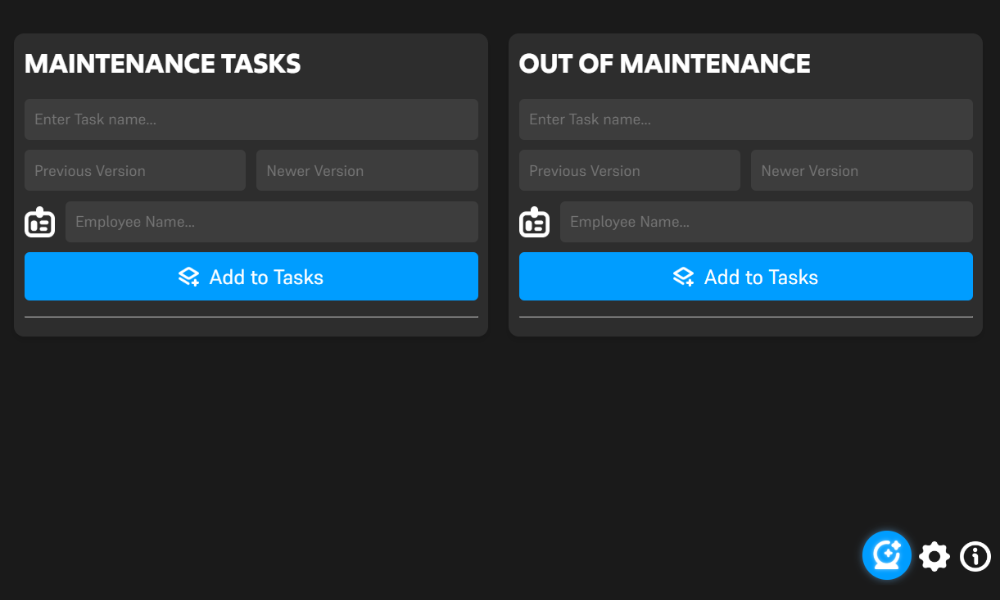 MAINTENANCE TASKS
Enter Task name...
Previous Version
Newer Version
Employee Name...
Add to Tasks
OUT OF MAINTENANCE
Enter Task name...
Previous Version
Newer Version
Employee Name...
Add to Tasks